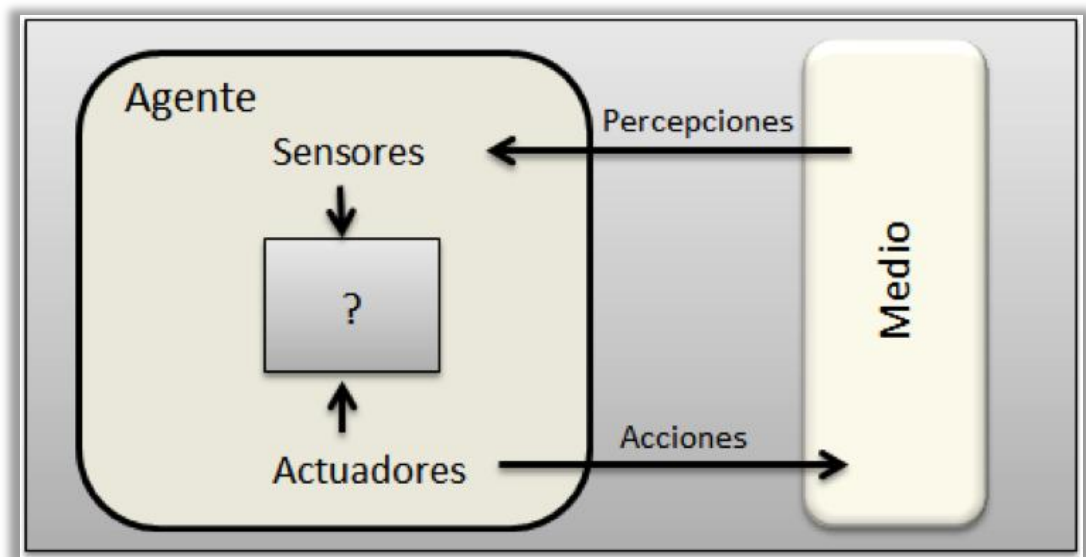 Agente
Sensores
Percepciones
?
Medio
Acciones
Actuadores